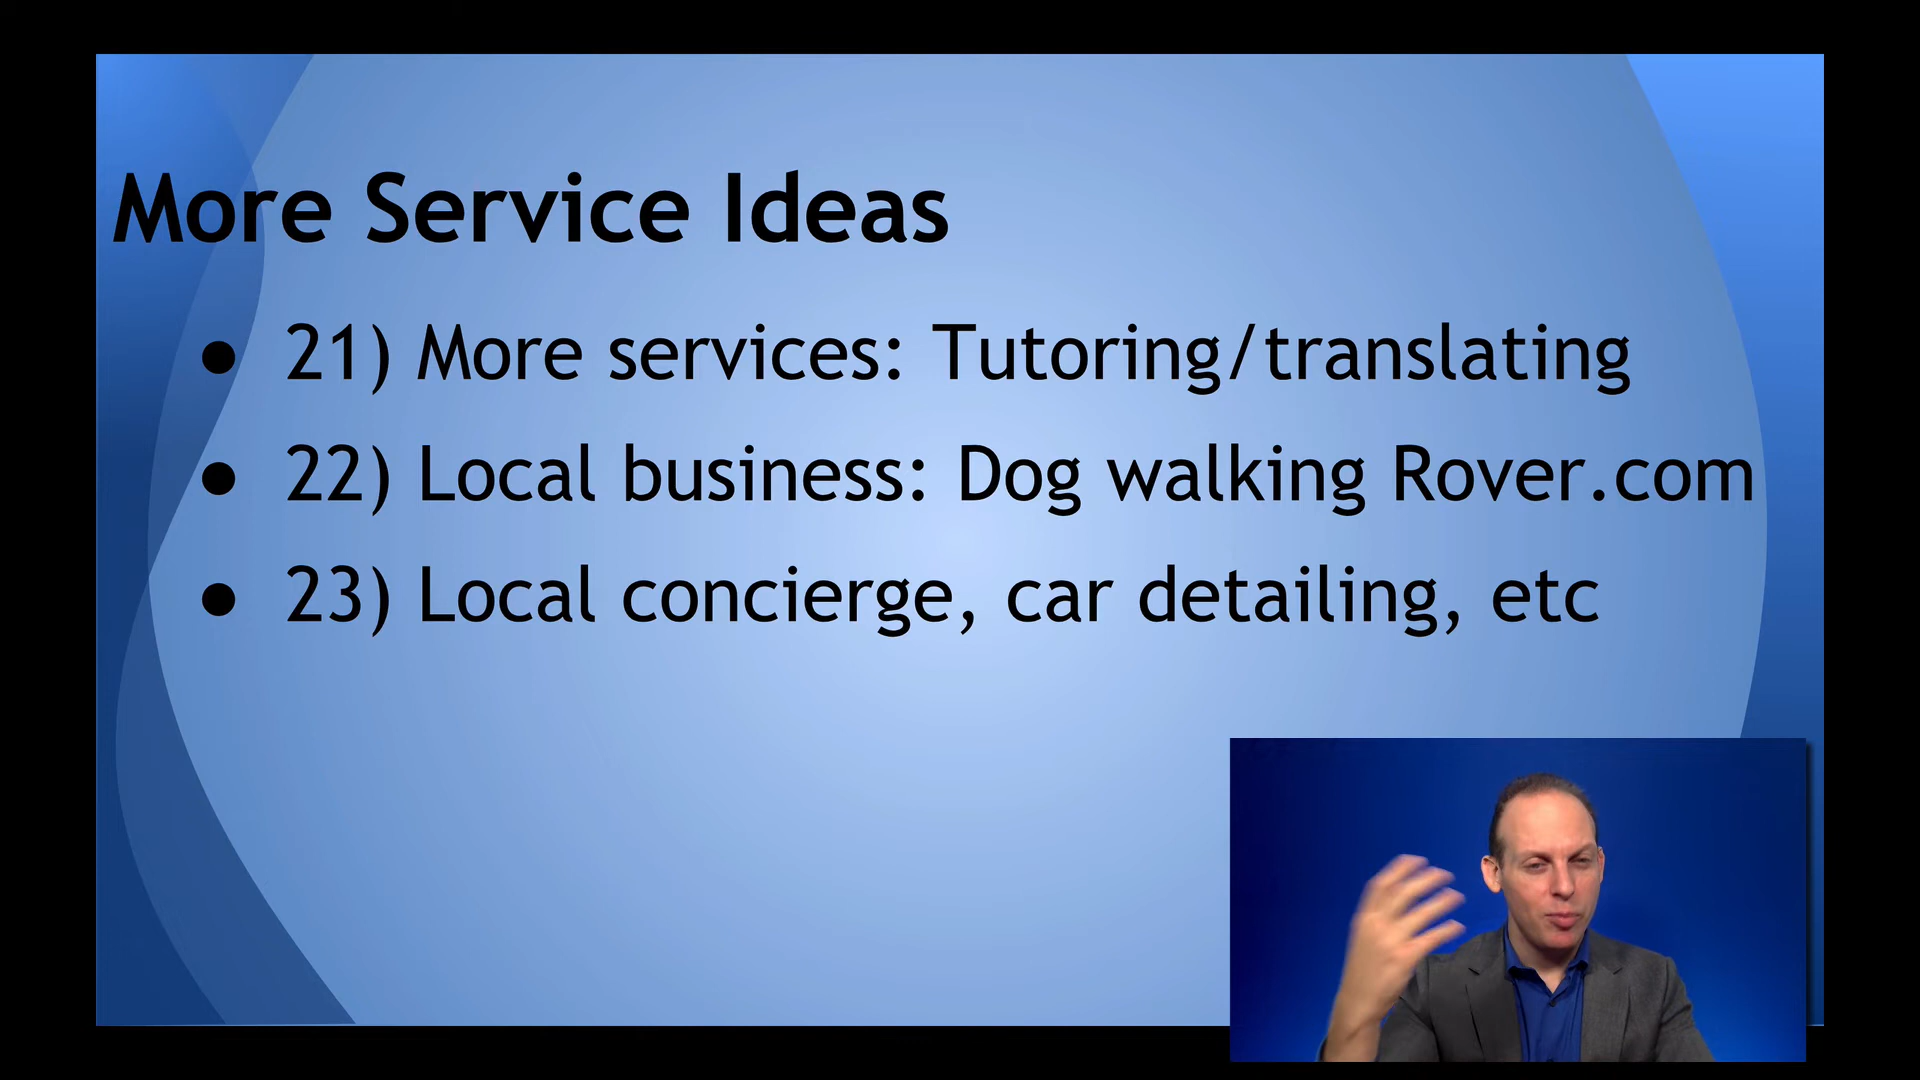 More Service Ideas
● 21) More services: Tutoring/translating
● 22) Local business: Dog walking Rover.com
● 23) Local concierge, car detailing, etc